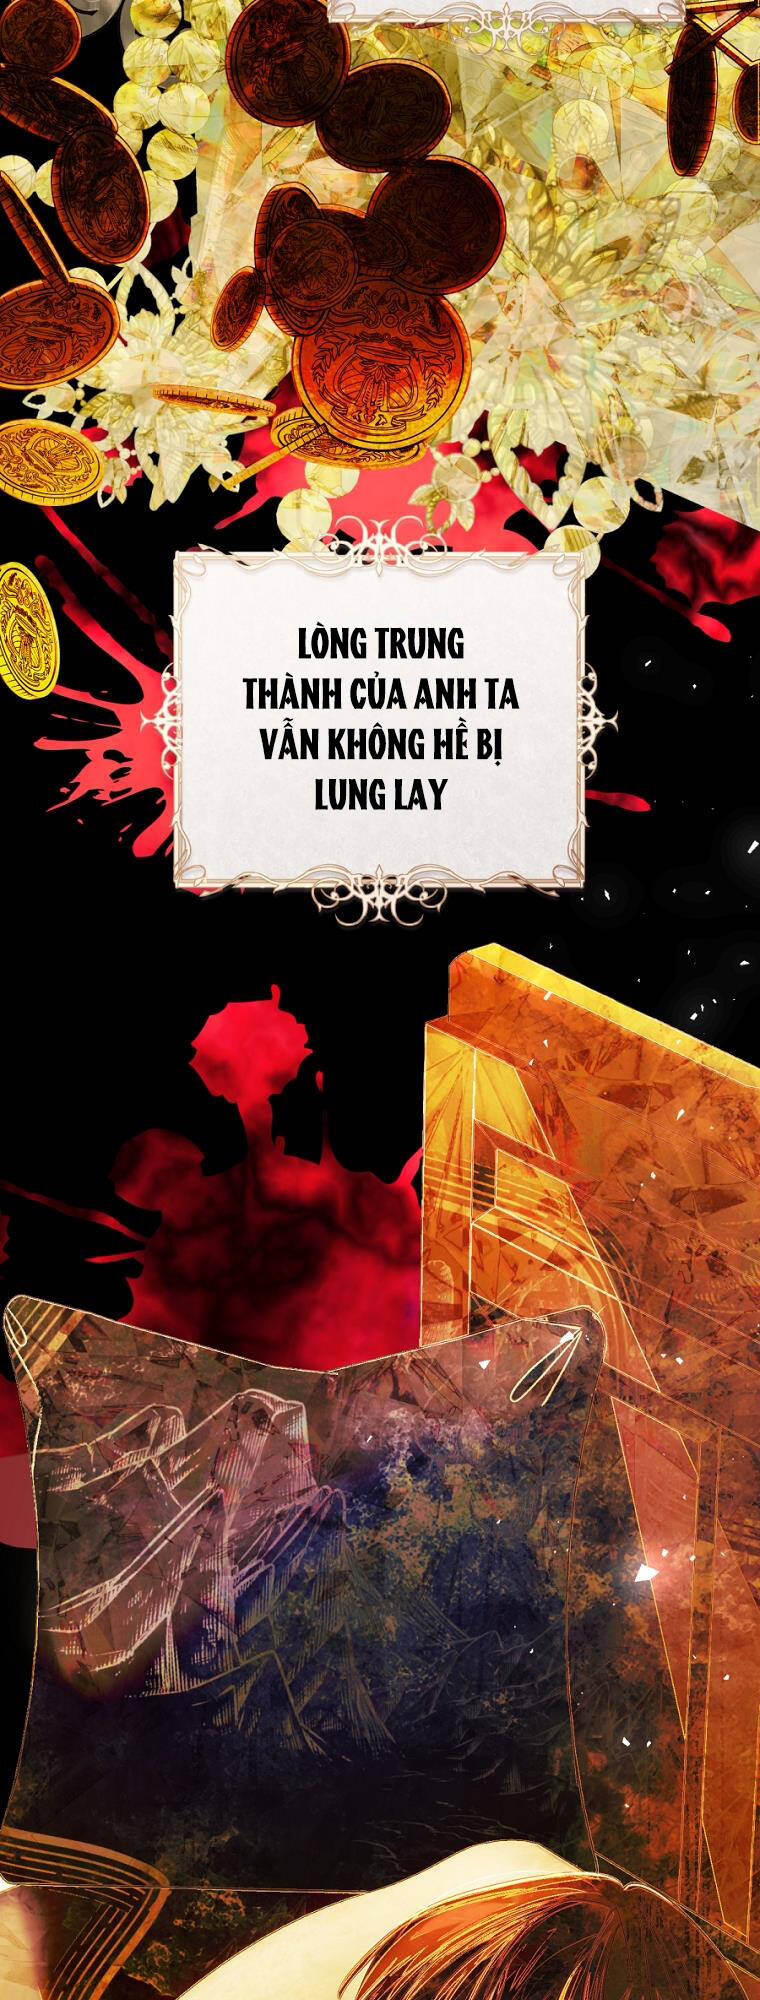 LÒNG TRUNG
THÀNH CỦA ANH TA
VẪN KHÔNG HỀ BỊ
LUNG LAY